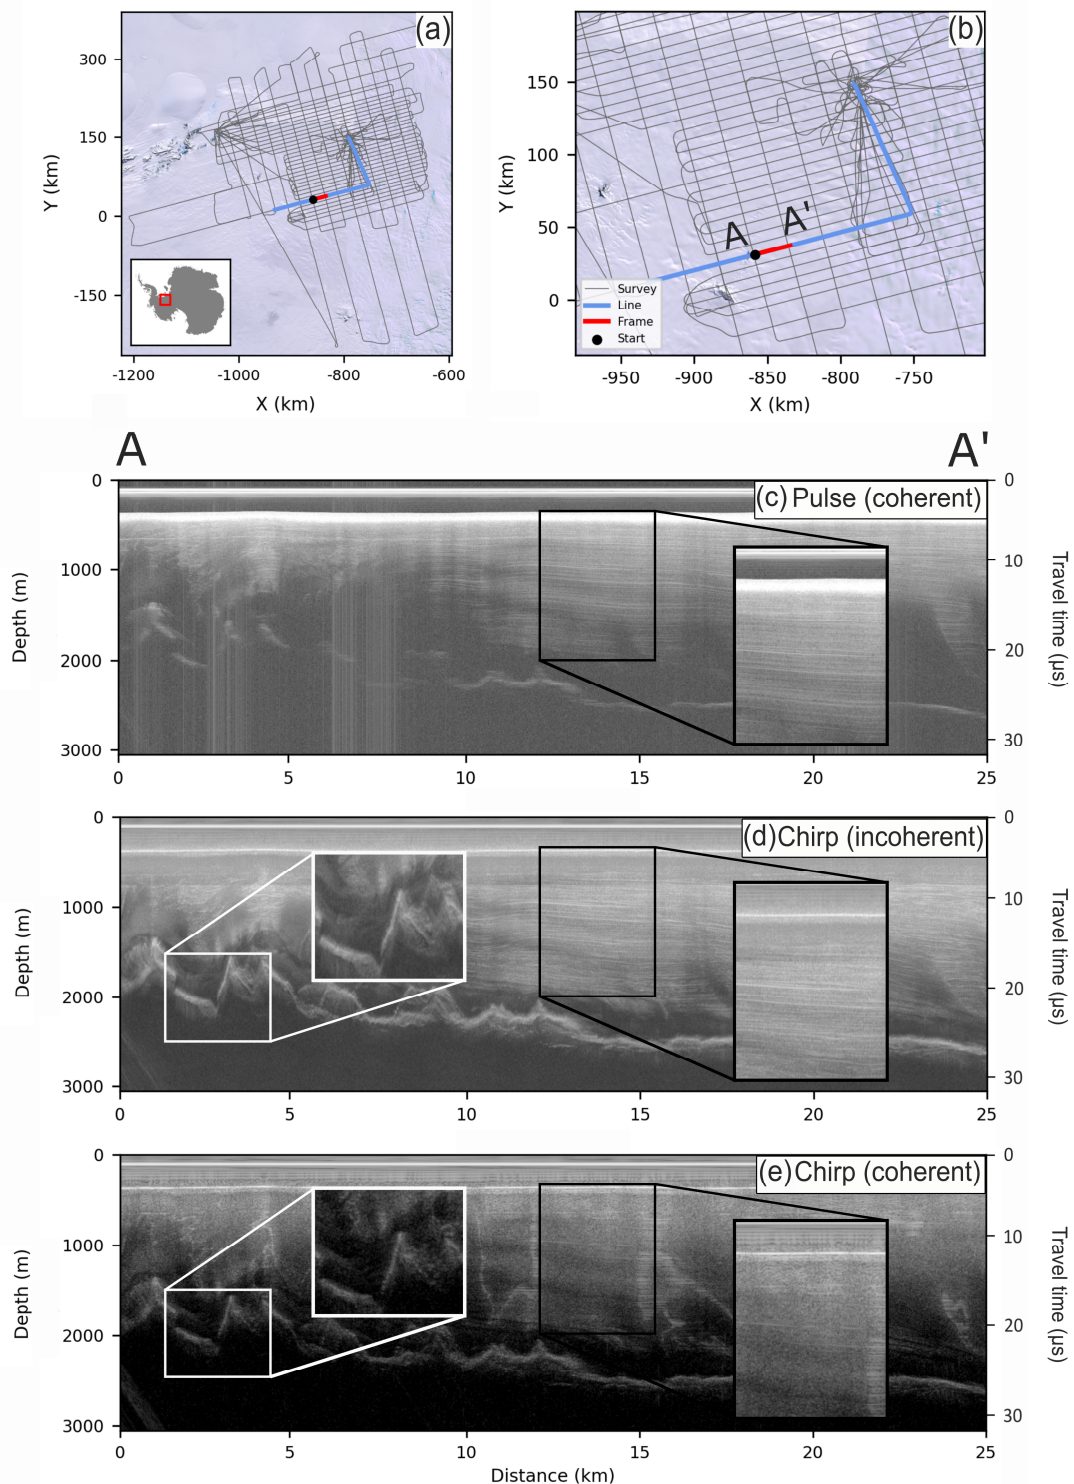 (a)
300
150
0
-150
Y (km)
-1200
-1000
-800
-600
X (km)
(b)
150
100
50
0
Y (km)
A
A'
Survey
Line
Frame
Start
-950
-900
-850
-800
-750
X (km)
A
A'
(c) Pulse (coherent)
0
1000
2000
3000
Depth (m)
0
10
20
30
Travel time (µs)
0
5
10
15
20
25
(d) Chirp (incoherent)
0
1000
2000
3000
Depth (m)
0
10
20
30
Travel time (µs)
0
5
10
15
20
25
(e) Chirp (coherent)
0
1000
2000
3000
Depth (m)
0
10
20
30
Travel time (µs)
0
5
10
15
20
25
Distance (km)